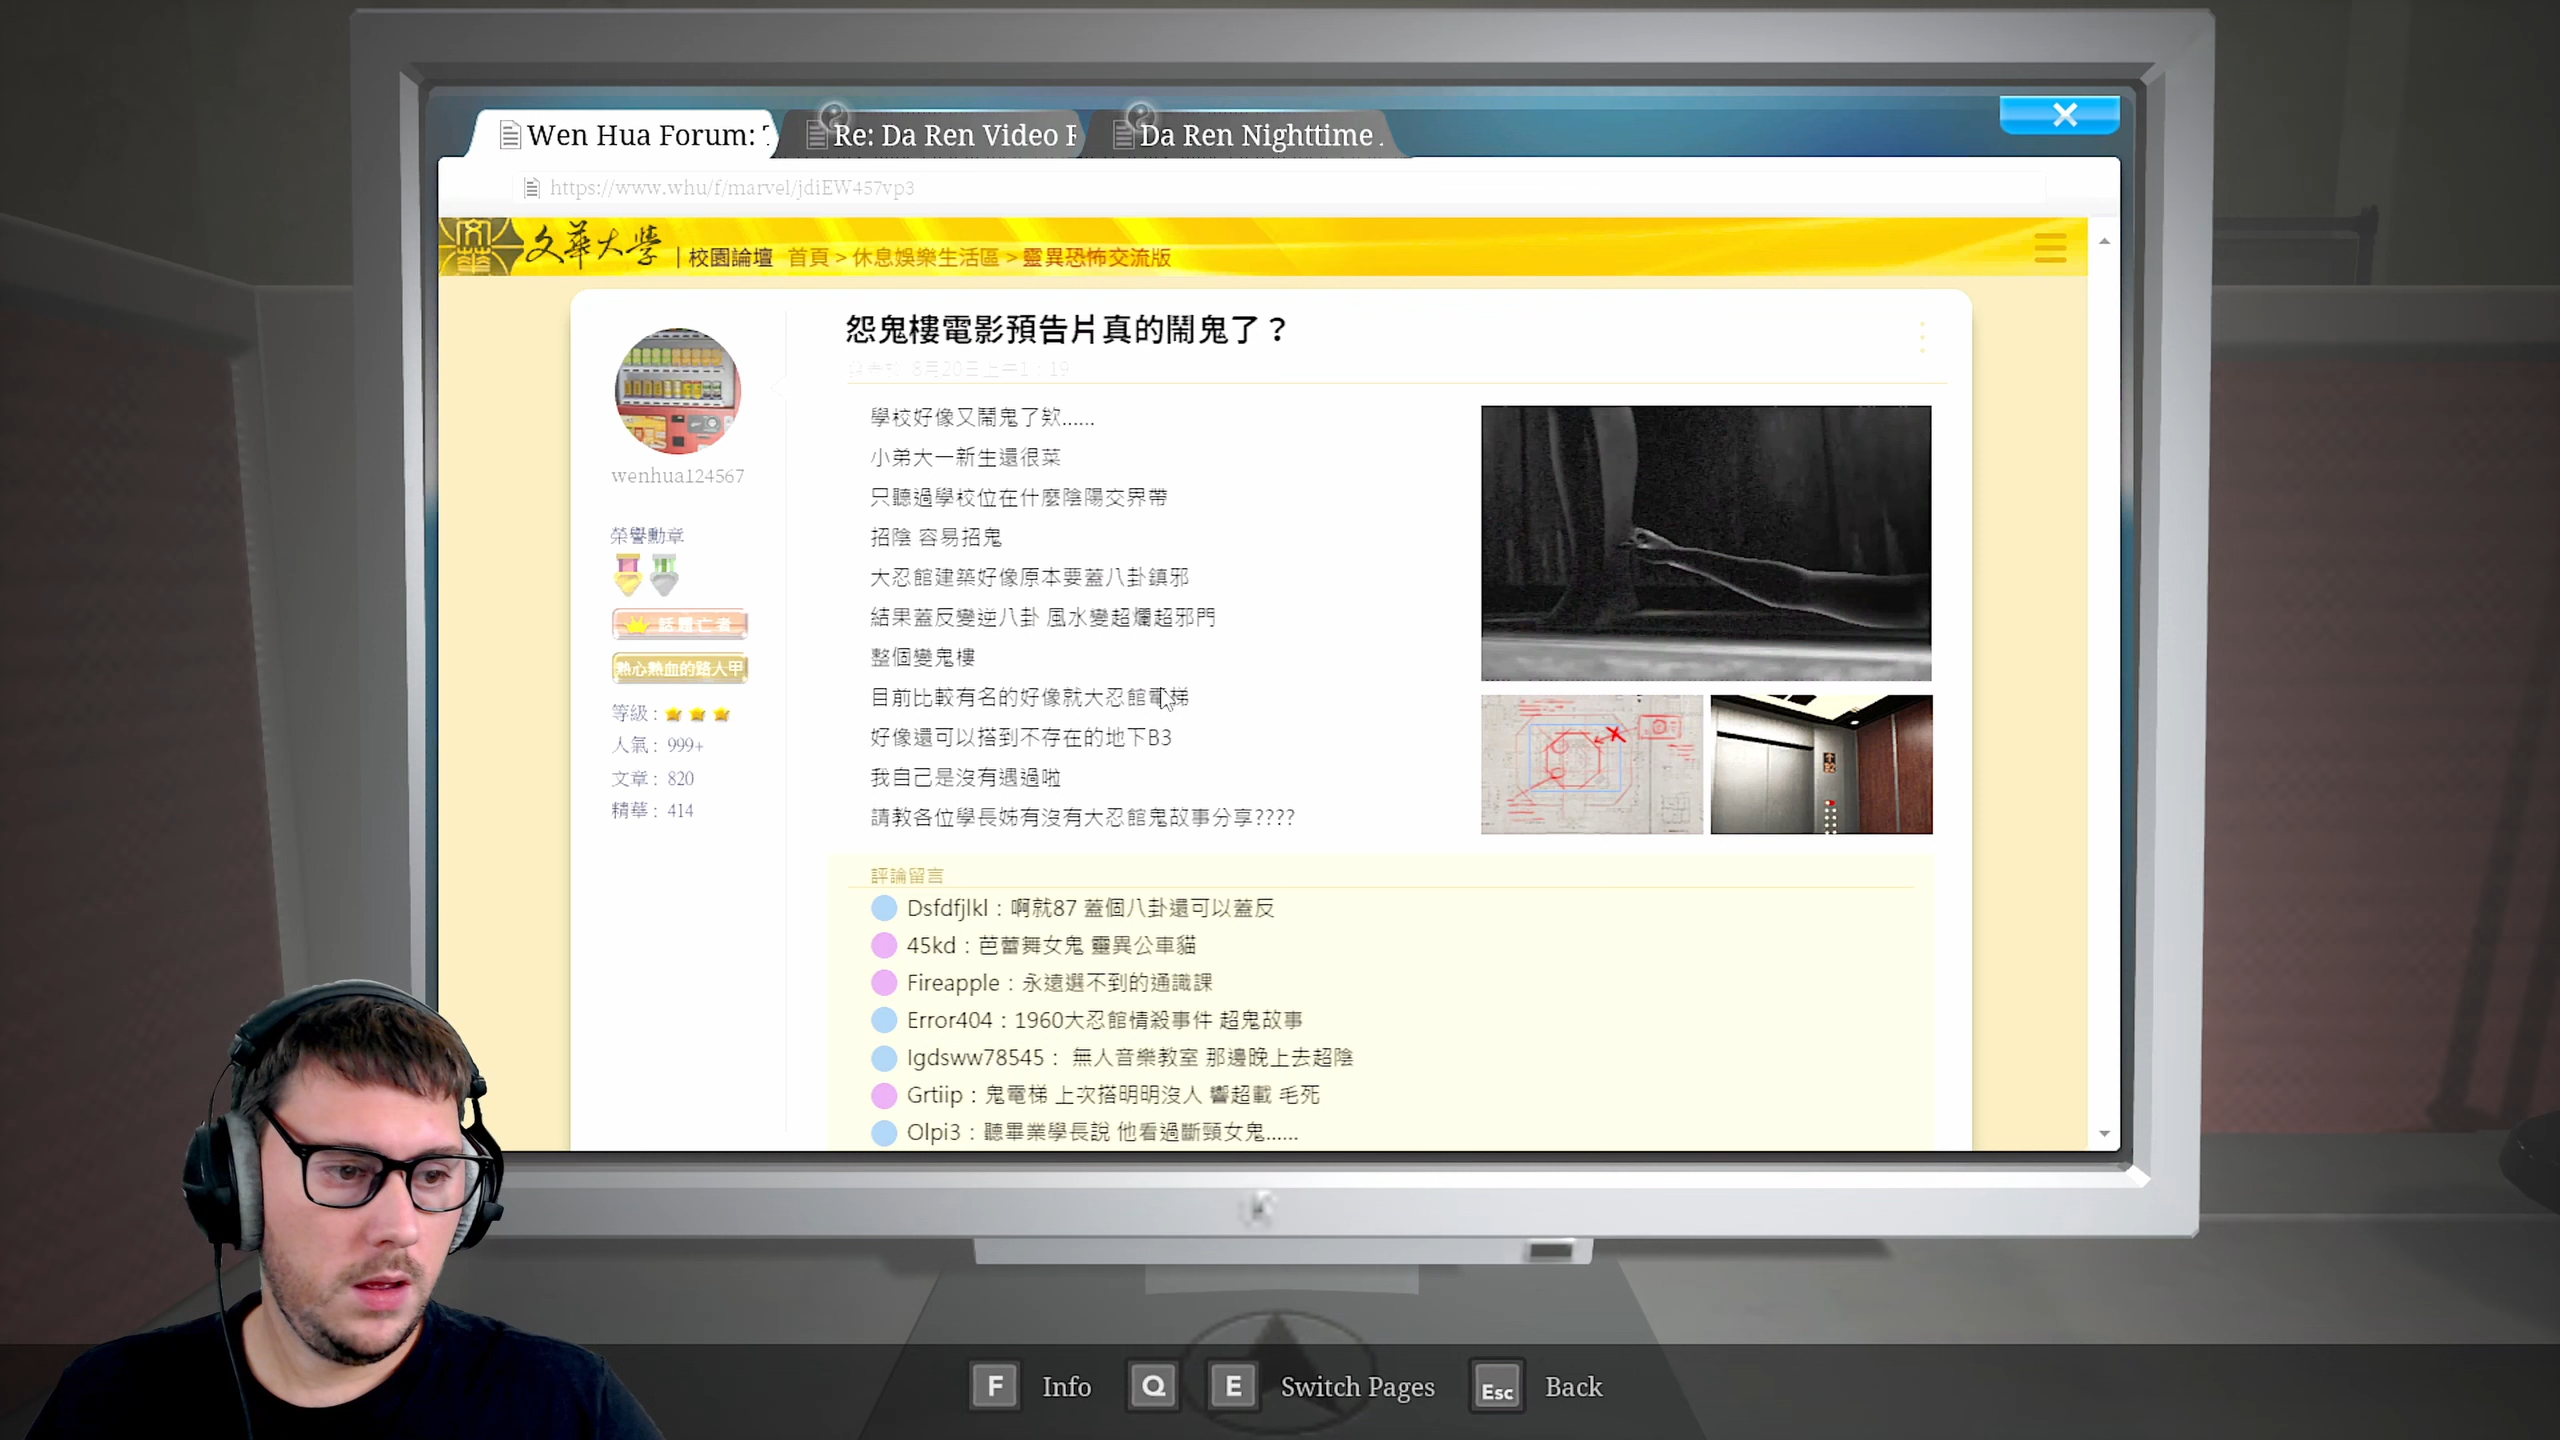 Wen Hua Forum:
Re: Da Ren Video F
Da Ren Nighttime
https://www.whu/f/marvel/jdiEW457vp3
文華大學 | 校園論壇 首頁 > 休息娛樂生活區 > 靈異恐怖交流版
怨鬼樓電影預告片真的鬧鬼了？
8月20日上午1：19
wenhua124567
榮譽勳章
話題亡者
熱心熱血的路人甲
等級：
人氣：999+
文章：820
精華：414
學校好像又鬧鬼了欸......
小弟大一新生還很菜
只聽過學校位在什麼陰陽交界帶
招陰 容易招鬼
大忍館建築好像原本要蓋八卦鎮邪
結果蓋反變逆八卦 風水變超爛超邪門
整個變鬼樓
目前比較有名的好像就大忍館電梯
好像還可以搭到不存在的地下B3
我自己是沒有遇過啦
請教各位學長姊有沒有大忍館鬼故事分享????
評論留言
Dsfdfjlkl：啊就87 蓋個八卦還可以蓋反
45kd：芭蕾舞女鬼 靈異公車貓
Fireapple：永遠選不到的通識課
Error404：1960大忍館情殺事件 超鬼故事
Igdsww78545： 無人音樂教室 那邊晚上去超陰
Grtiip：鬼電梯 上次搭明明沒人 響超載 毛死
Olpi3：聽畢業學長說 他看過斷頸女鬼......
F Info Q E Switch Pages Esc Back